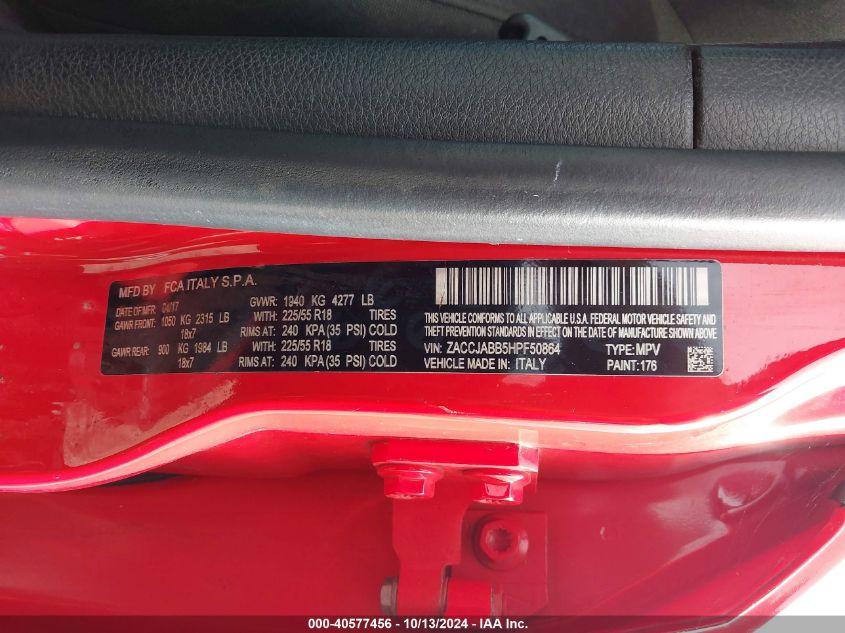 MFD BY FCA ITALY S.P.A.
DATE OF MFR 04/17 GVWR: 1940 KG 4277 LB
GAWR FRONT: 1050 KG 2315 LB WITH: 225/55 R18 TIRES
18x7 RIMS AT: 240 KPA (35 PSI) COLD
GAWR REAR: 900 KG 1984 LB WITH: 225/55 R18 TIRES
18x7 RIMS AT: 240 KPA (35 PSI) COLD
THIS VEHICLE CONFORMS TO ALL APPLICABLE U.S.A. FEDERAL MOTOR VEHICLE SAFETY AND
THEFT PREVENTION STANDARDS IN EFFECT ON THE DATE OF MANUFACTURE SHOWN ABOVE.
VIN: ZACCJABB5HPF50864 TYPE: MPV
VEHICLE MADE IN: ITALY PAINT: 176
000-40577456 - 10/13/2024 - IAA Inc.